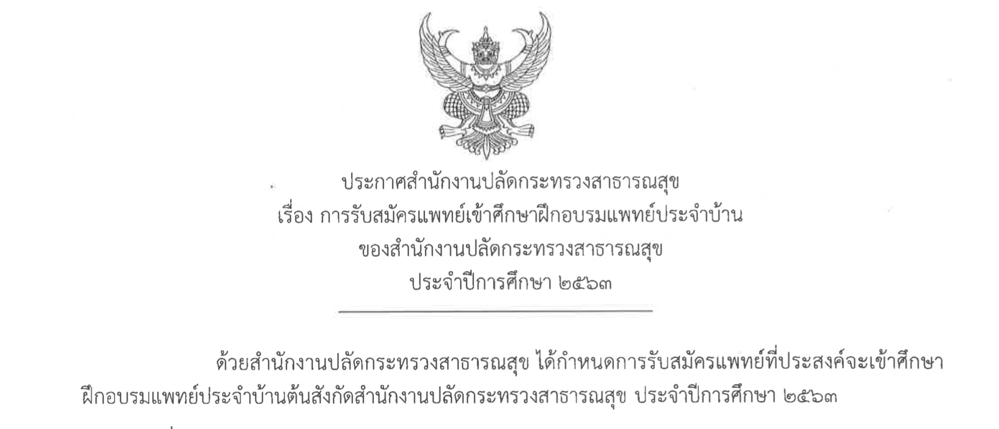 ประกาศสำนักงานปลัดกระทรวงสาธารณสุข
เรื่อง การรับสมัครแพทย์เข้าศึกษาฝึกอบรมแพทย์ประจำบ้าน
ของสำนักงานปลัดกระทรวงสาธารณสุข
ประจำปีการศึกษา ๒๕๖๓
ด้วยสำนักงานปลัดกระทรวงสาธารณสุข ได้กำหนดการรับสมัครแพทย์ที่ประสงค์จะเข้าศึกษา
ฝึกอบรมแพทย์ประจำบ้านต้นสังกัดสำนักงานปลัดกระทรวงสาธารณสุข ประจำปีการศึกษา ๒๕๖๓